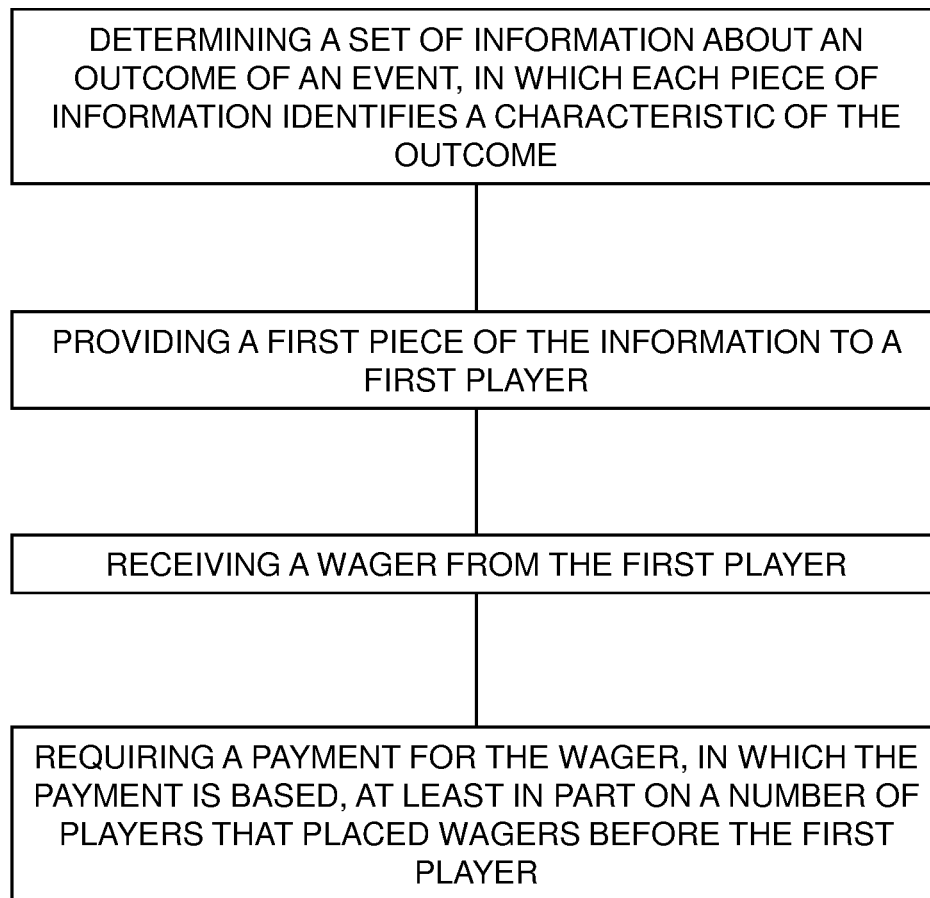 DETERMINING A SET OF INFORMATION ABOUT AN
OUTCOME OF AN EVENT, IN WHICH EACH PIECE OF
INFORMATION IDENTIFIES A CHARACTERISTIC OF THE
OUTCOME
PROVIDING A FIRST PIECE OF THE INFORMATION TO A
FIRST PLAYER
RECEIVING A WAGER FROM THE FIRST PLAYER
REQUIRING A PAYMENT FOR THE WAGER, IN WHICH THE
PAYMENT IS BASED, AT LEAST IN PART ON A NUMBER OF
PLAYERS THAT PLACED WAGERS BEFORE THE FIRST
PLAYER